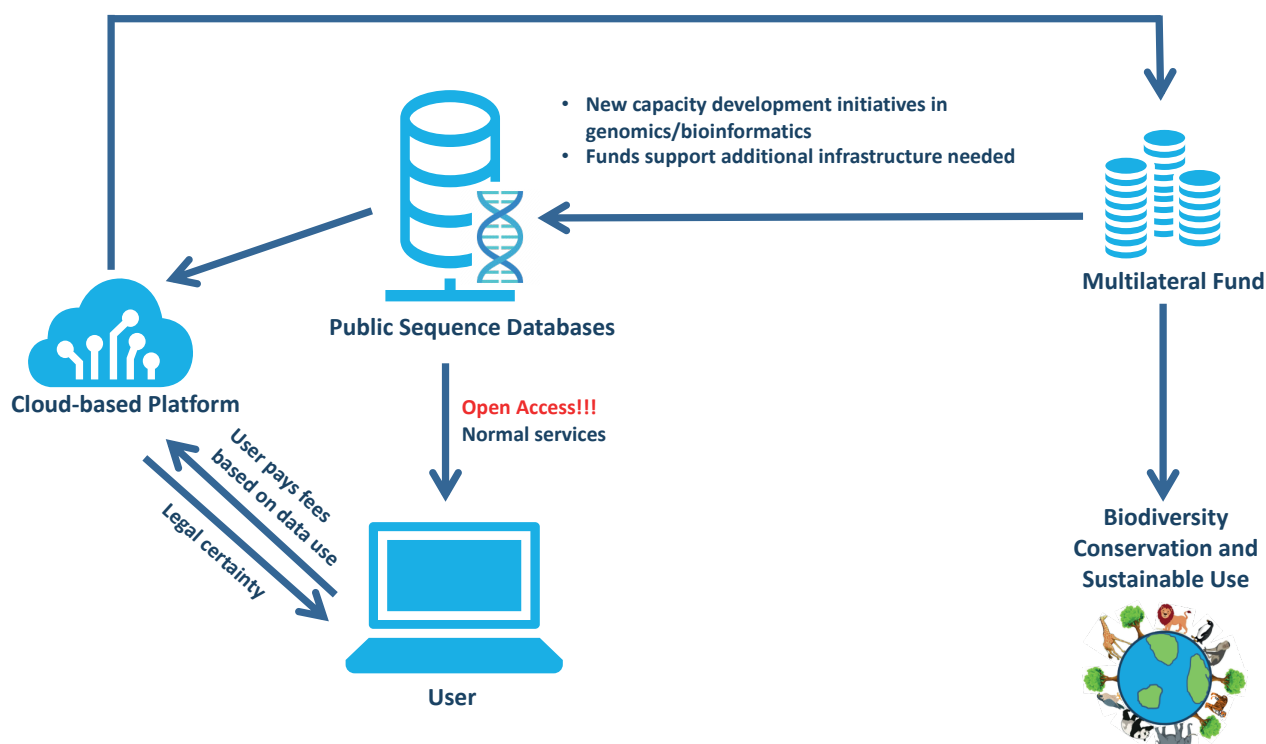 • New capacity development initiatives in
genomics/bioinformatics
• Funds support additional infrastructure needed
Multilateral Fund
Public Sequence Databases
Cloud-based Platform
Open Access!!!
Normal services
User pays fees
based on data use
Legal certainty
Biodiversity
Conservation and
Sustainable Use
User